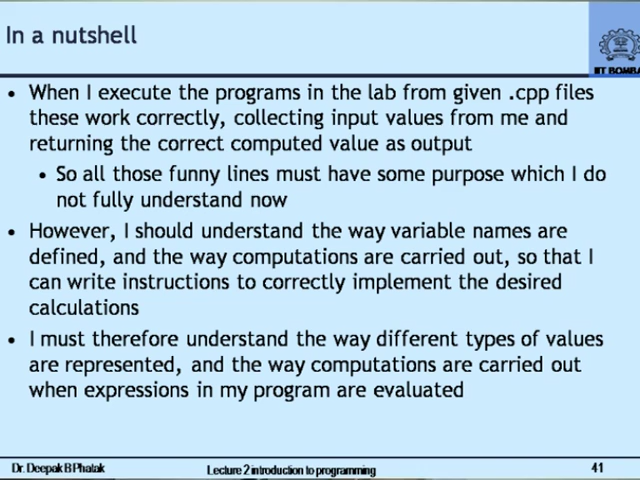 In a nutshell
IIT BOMBA
• When I execute the programs in the lab from given .cpp files
these work correctly, collecting input values from me and
returning the correct computed value as output
• So all those funny lines must have some purpose which I do
not fully understand now
• However, I should understand the way variable names are
defined, and the way computations are carried out, so that I
can write instructions to correctly implement the desired
calculations
• I must therefore understand the way different types of values
are represented, and the way computations are carried out
when expressions in my program are evaluated
Dr. Deepak B Phatak
Lecture 2 introduction to programming
41